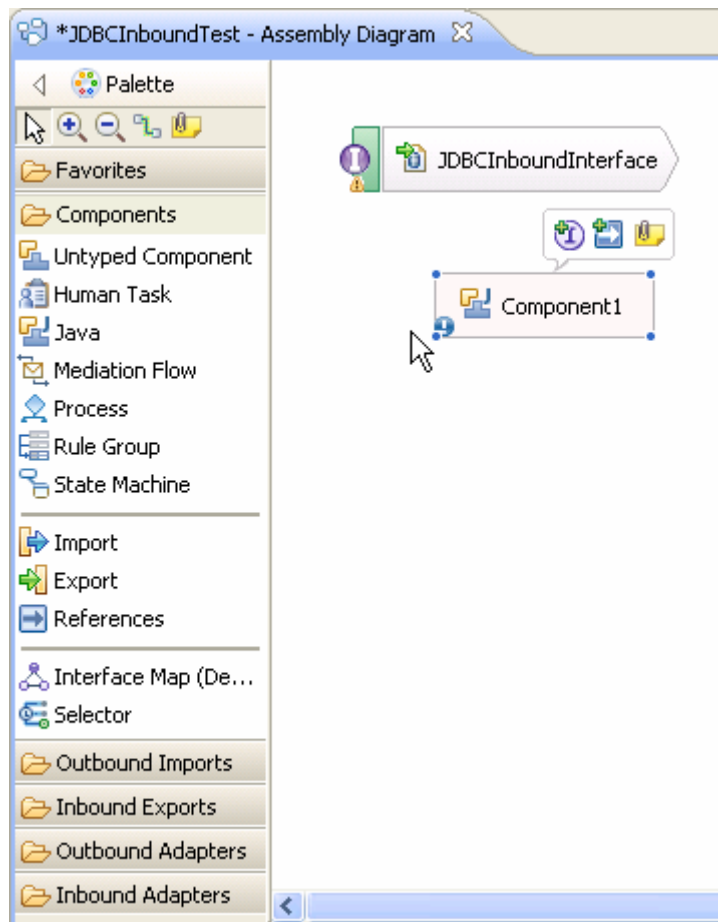 *JDBCInboundTest - Assembly Diagram
Palette
Favorites
Components
Untyped Component
Human Task
Java
Mediation Flow
Process
Rule Group
State Machine
Import
Export
References
Interface Map (De...
Selector
Outbound Imports
Inbound Exports
Outbound Adapters
Inbound Adapters
JDBCInboundInterface
Component1